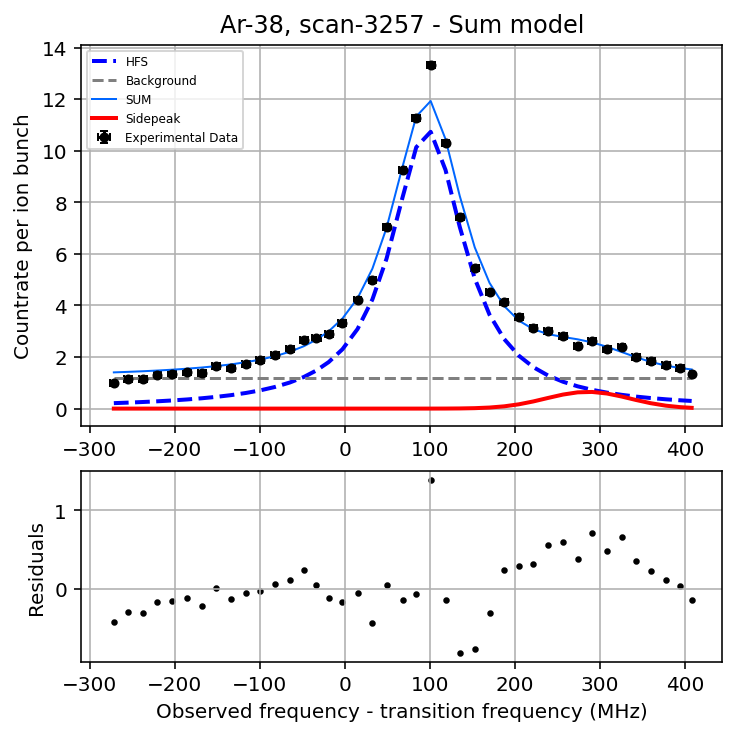 Ar-38, scan-3257 - Sum model
HFS
Background
SUM
Sidepeak
Experimental Data
Countrate per ion bunch
14
12
10
8
6
4
2
0
−300 −200 −100 0 100 200 300 400
Residuals
1
0
−300 −200 −100 0 100 200 300 400
Observed frequency - transition frequency (MHz)